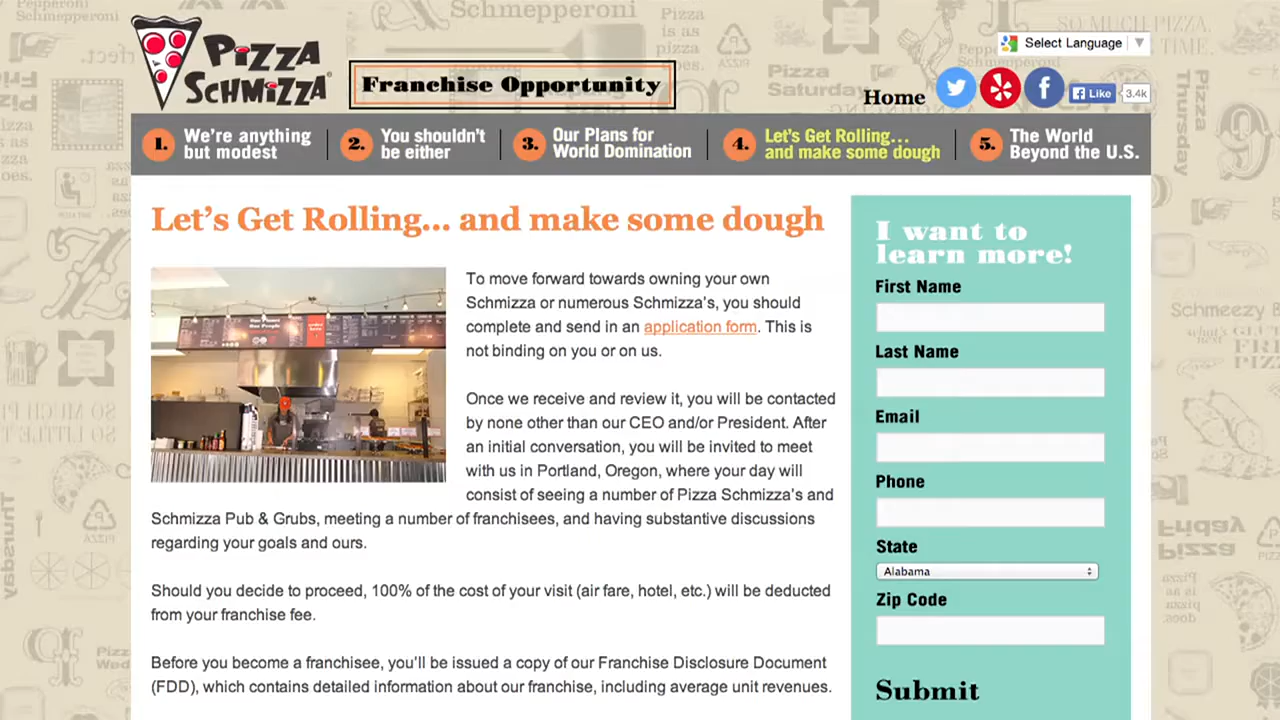 PIZZA SCHMIZZA
Franchise Opportunity
Select Language
Home
Like
3.4k
1. We're anything but modest
2. You shouldn't be either
3. Our Plans for World Domination
4. Let's Get Rolling... and make some dough
5. The World Beyond the U.S.
Let's Get Rolling... and make some dough
To move forward towards owning your own
Schmizza or numerous Schmizza's, you should
complete and send in an application form. This is
not binding on you or on us.
Once we receive and review it, you will be contacted
by none other than our CEO and/or President. After
an initial conversation, you will be invited to meet
with us in Portland, Oregon, where your day will
consist of seeing a number of Pizza Schmizza's and
Schmizza Pub & Grubs, meeting a number of franchisees, and having substantive discussions
regarding your goals and ours.
Should you decide to proceed, 100% of the cost of your visit (air fare, hotel, etc.) will be deducted
from your franchise fee.
Before you become a franchisee, you'll be issued a copy of our Franchise Disclosure Document
(FDD), which contains detailed information about our franchise, including average unit revenues.
I want to
learn more!
First Name
Last Name
Email
Phone
State
Alabama
Zip Code
Submit